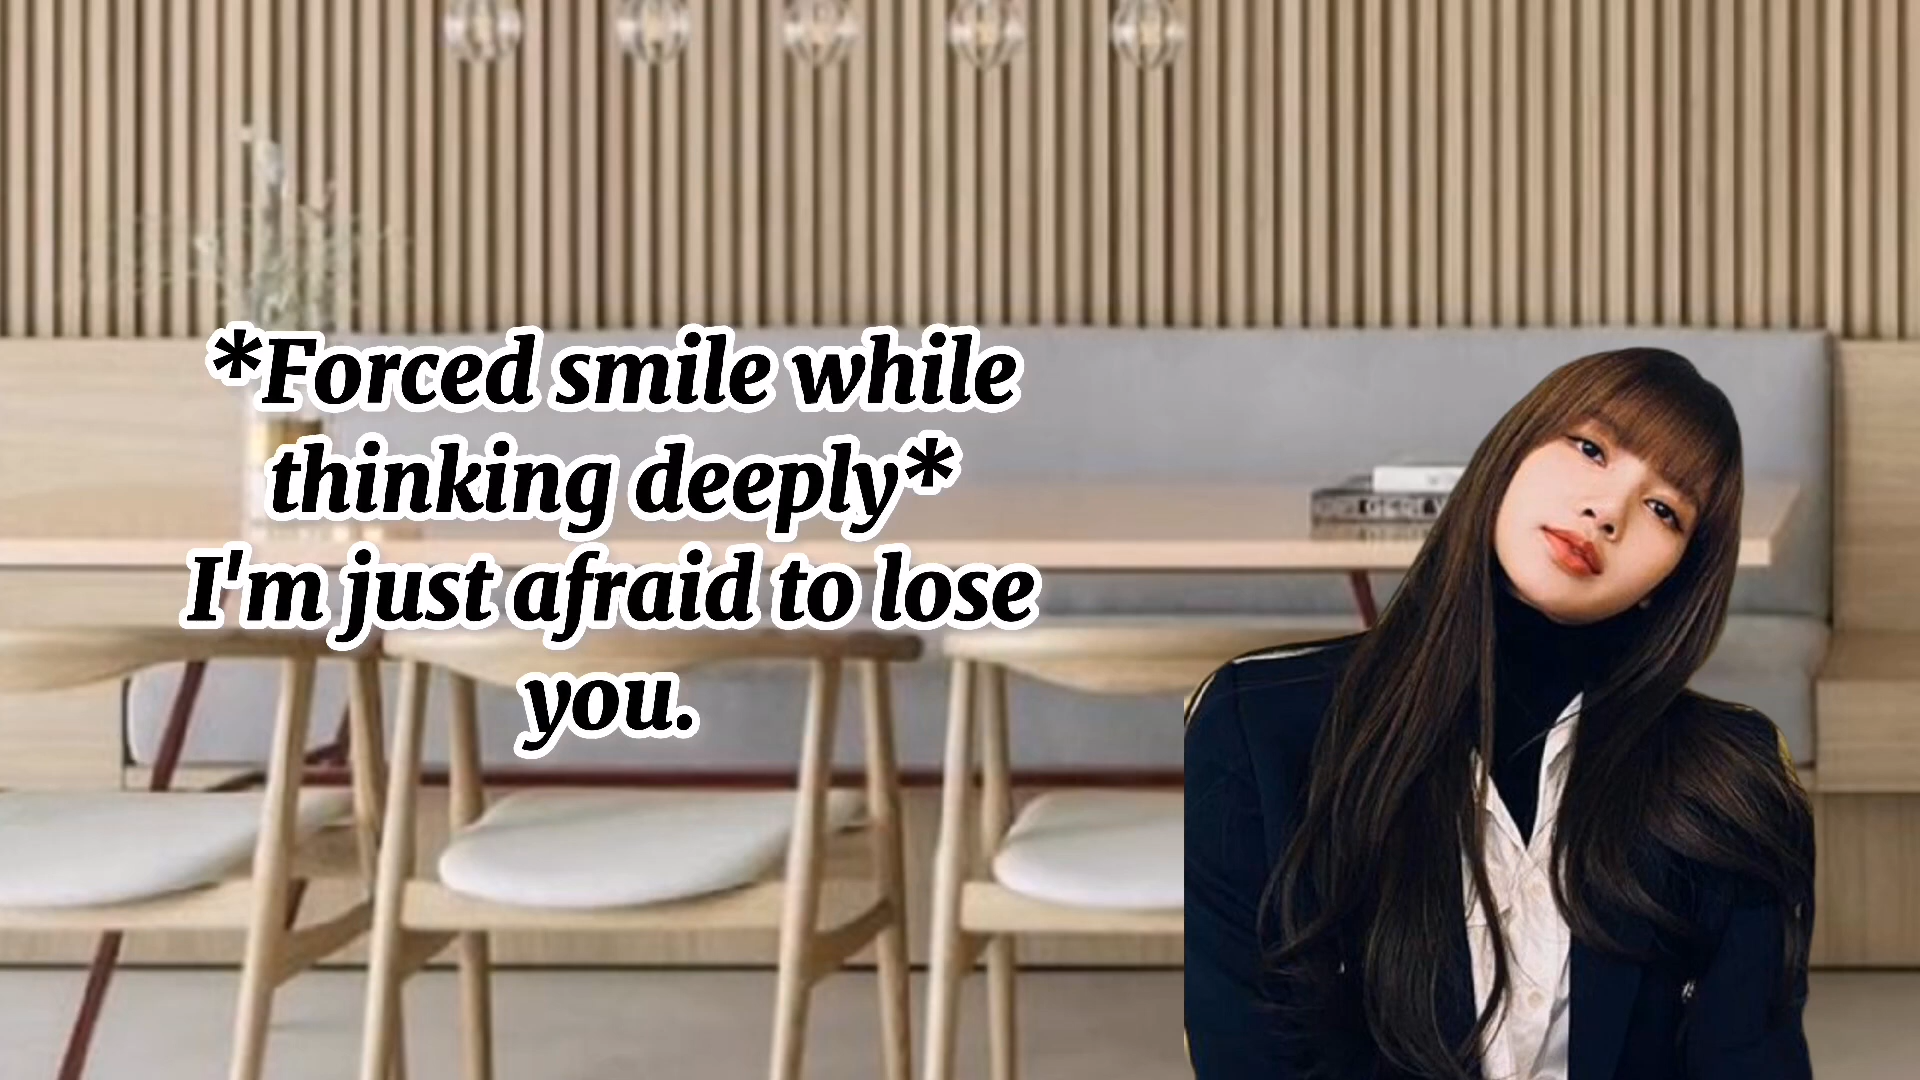 *Forced smile while
thinking deeply*
I'm just afraid to lose
you.